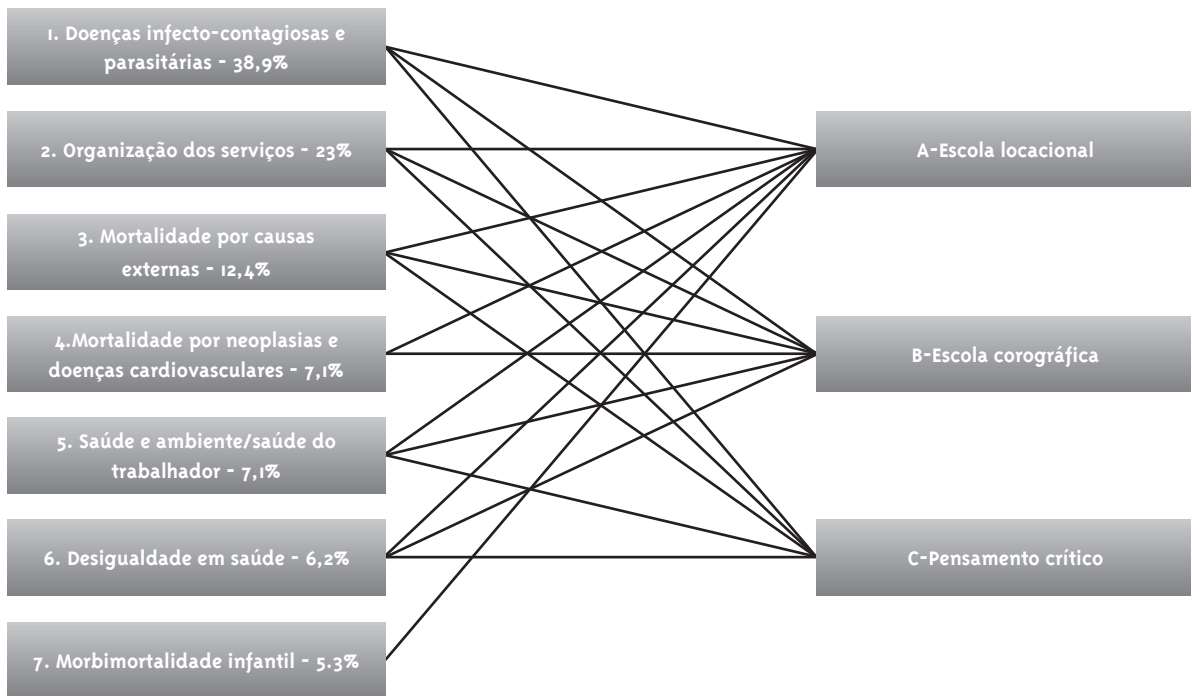 1. Doenças infecto-contagiosas e
parasitárias - 38,9%
2. Organização dos serviços - 23%
3. Mortalidade por causas
externas - 12,4%
4.Mortalidade por neoplasias e
doenças cardiovasculares - 7,1%
5. Saúde e ambiente/saúde do
trabalhador - 7,1%
6. Desigualdade em saúde - 6,2%
7. Morbimortalidade infantil - 5.3%
A-Escola locacional
B-Escola corográfica
C-Pensamento crítico